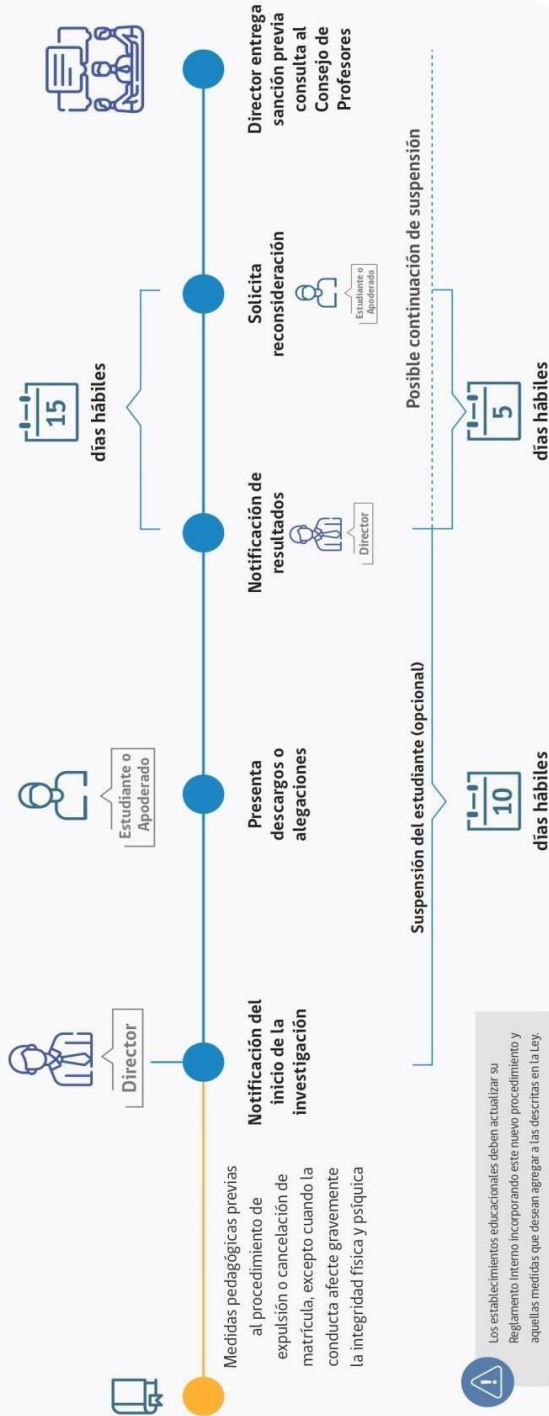 Medidas pedagógicas previas
al procedimiento de
expulsión o cancelación de
matrícula, excepto cuando la
conducta afecte gravemente
la integridad física y psíquica
Director
Notificación del
inicio de la
investigación
Estudiante o
Apoderado
Presenta
descargos o
alegaciones
15
días hábiles
Notificación de
resultados
Director
Solicita
reconsideración
Estudiante o
Apoderado
Director entrega
sanción previa
consulta al
Consejo de
Profesores
Suspensión del estudiante (opcional)
Posible continuación de suspensión
10
días hábiles
5
días hábiles
Los establecimientos educacionales deben actualizar su
Reglamento Interno incorporando este nuevo procedimiento y
aquellas medidas que desean agregar a las descritas en la Ley.